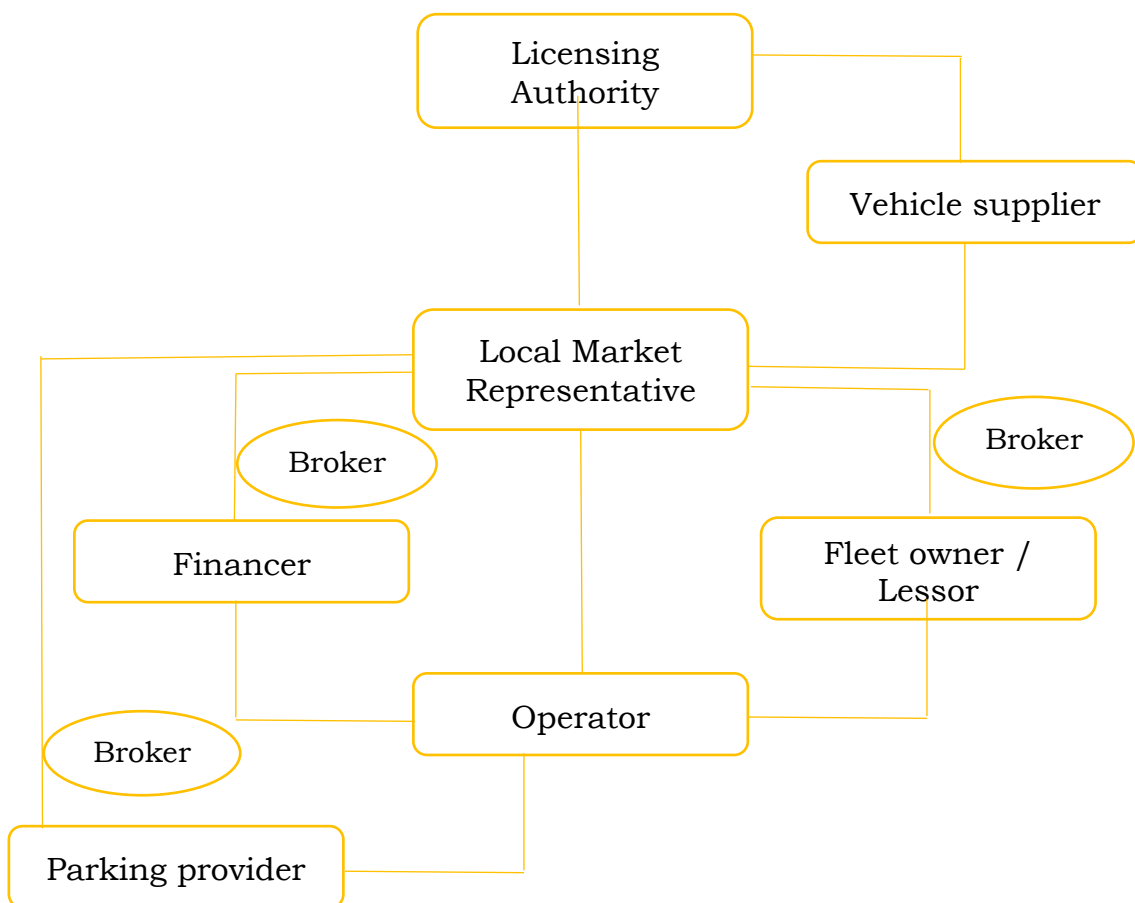 Licensing
Authority
Vehicle supplier
Local Market
Representative
Broker
Broker
Financer
Fleet owner /
Lessor
Operator
Broker
Parking provider